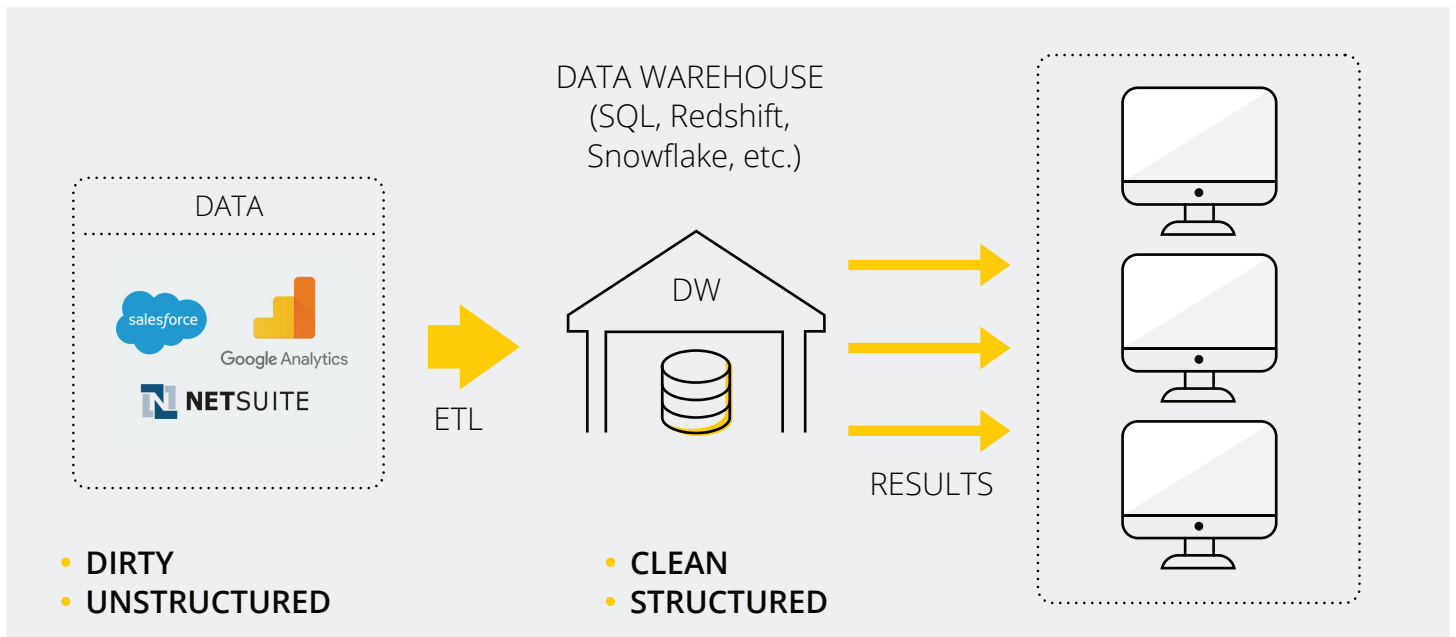 DATA WAREHOUSE
(SQL, Redshift,
Snowflake, etc.)
DATA
salesforce
Google Analytics
NETSUITE
ETL
DW
RESULTS
• DIRTY
• UNSTRUCTURED
• CLEAN
• STRUCTURED